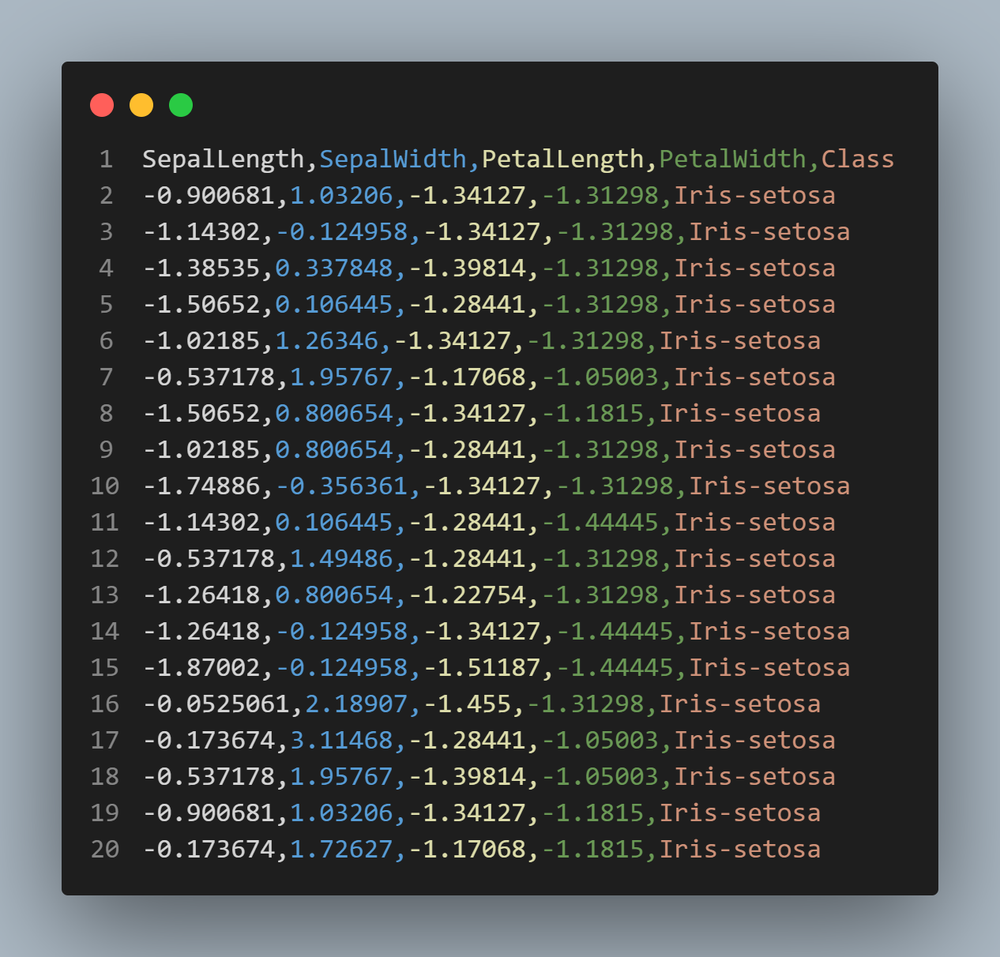 1 SepalLength,SepalWidth,PetalLength,PetalWidth,Class
2 -0.900681,1.03206,-1.34127,-1.31298,Iris-setosa
3 -1.14302,-0.124958,-1.34127,-1.31298,Iris-setosa
4 -1.38535,0.337848,-1.39814,-1.31298,Iris-setosa
5 -1.50652,0.106445,-1.28441,-1.31298,Iris-setosa
6 -1.02185,1.26346,-1.34127,-1.31298,Iris-setosa
7 -0.537178,1.95767,-1.17068,-1.05003,Iris-setosa
8 -1.50652,0.800654,-1.34127,-1.1815,Iris-setosa
9 -1.02185,0.800654,-1.28441,-1.31298,Iris-setosa
10 -1.74886,-0.356361,-1.34127,-1.31298,Iris-setosa
11 -1.14302,0.106445,-1.28441,-1.44445,Iris-setosa
12 -0.537178,1.49486,-1.28441,-1.31298,Iris-setosa
13 -1.26418,0.800654,-1.22754,-1.31298,Iris-setosa
14 -1.26418,-0.124958,-1.34127,-1.44445,Iris-setosa
15 -1.87002,-0.124958,-1.51187,-1.44445,Iris-setosa
16 -0.0525061,2.18907,-1.455,-1.31298,Iris-setosa
17 -0.173674,3.11468,-1.28441,-1.05003,Iris-setosa
18 -0.537178,1.95767,-1.39814,-1.05003,Iris-setosa
19 -0.900681,1.03206,-1.34127,-1.1815,Iris-setosa
20 -0.173674,1.72627,-1.17068,-1.1815,Iris-setosa